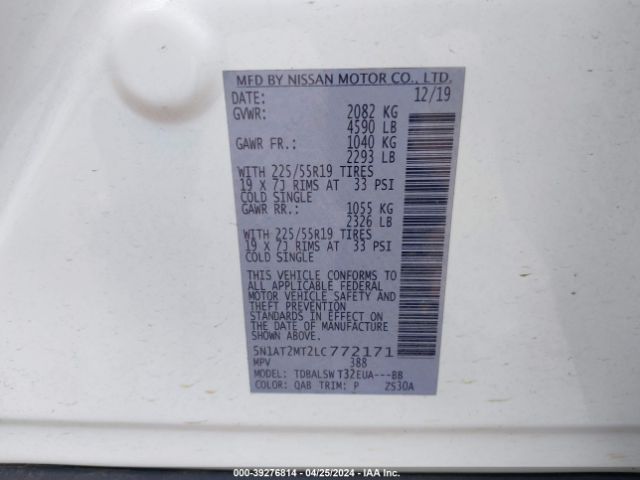 MFD BY NISSAN MOTOR CO., LTD.
DATE: 12/19
GVWR: 2082 KG
4590 LB
GAWR FR.: 1040 KG
2293 LB
WITH 225/55R19 TIRES
19 X 7J RIMS AT 33 PSI
COLD SINGLE
GAWR RR.: 1055 KG
2326 LB
WITH 225/55R19 TIRES
19 X 7J RIMS AT 33 PSI
COLD SINGLE
THIS VEHICLE CONFORMS TO
ALL APPLICABLE FEDERAL
MOTOR VEHICLE SAFETY AND
THEFT PREVENTION
STANDARDS IN EFFECT ON
THE DATE OF MANUFACTURE
SHOWN ABOVE.
5N1AT2MT2LC772171
MPV 388
MODEL: TDBALSW T32EUA---BB
COLOR: QAB TRIM: P ZS30A
000-39276814 - 04/25/2024 - IAA Inc.